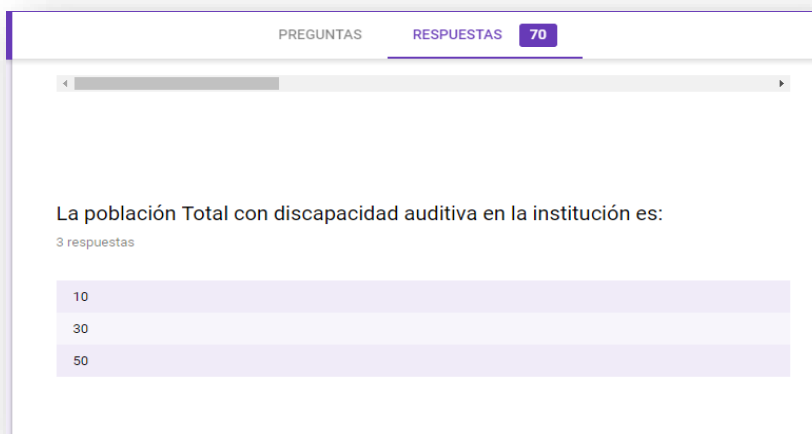 PREGUNTAS RESPUESTAS 70
La población Total con discapacidad auditiva en la institución es:
3 respuestas
10
30
50